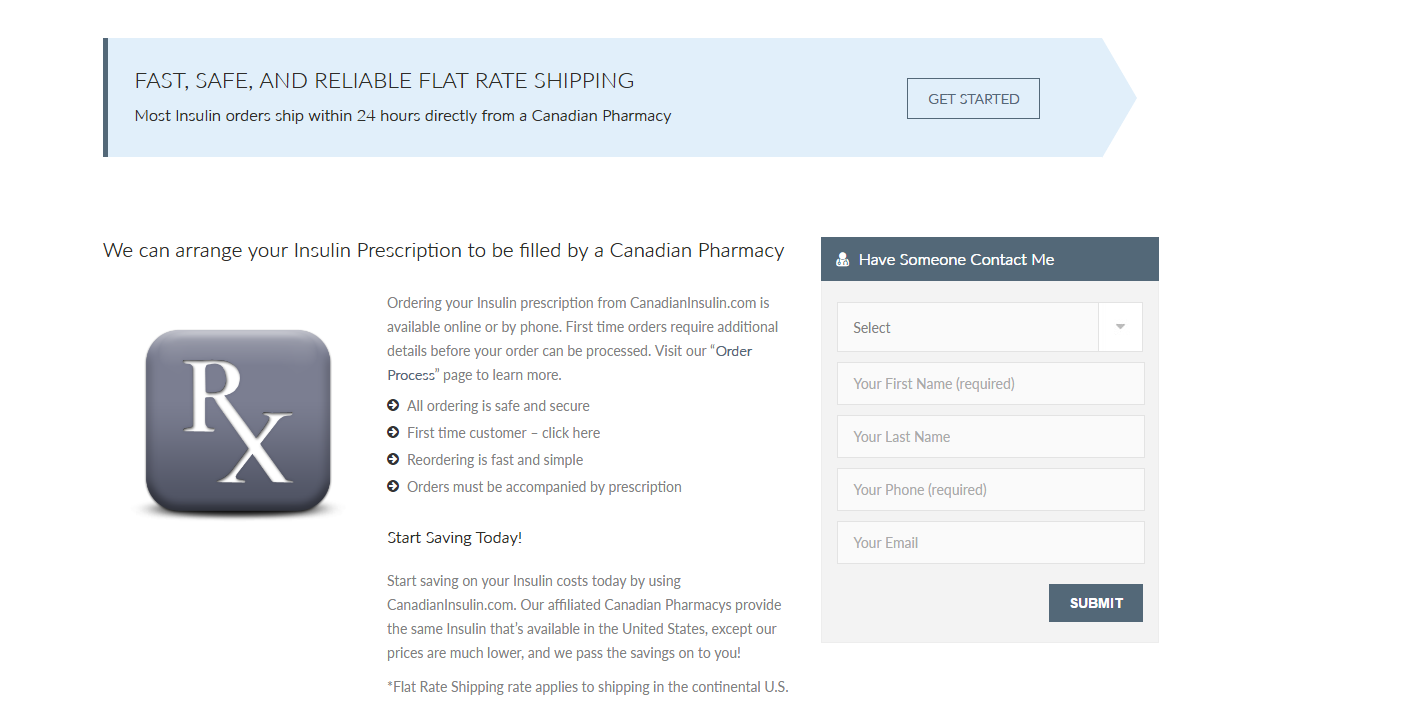 FAST, SAFE, AND RELIABLE FLAT RATE SHIPPING
Most Insulin orders ship within 24 hours directly from a Canadian Pharmacy
GET STARTED
We can arrange your Insulin Prescription to be filled by a Canadian Pharmacy
RX
Ordering your Insulin prescription from CanadianInsulin.com is
available online or by phone. First time orders require additional
details before your order can be processed. Visit our “Order
Process” page to learn more.
All ordering is safe and secure
First time customer – click here
Reordering is fast and simple
Orders must be accompanied by prescription
Start Saving Today!
Start saving on your Insulin costs today by using
CanadianInsulin.com. Our affiliated Canadian Pharmacys provide
the same Insulin that’s available in the United States, except our
prices are much lower, and we pass the savings on to you!
*Flat Rate Shipping rate applies to shipping in the continental U.S.
Have Someone Contact Me
Select
Your First Name (required)
Your Last Name
Your Phone (required)
Your Email
SUBMIT